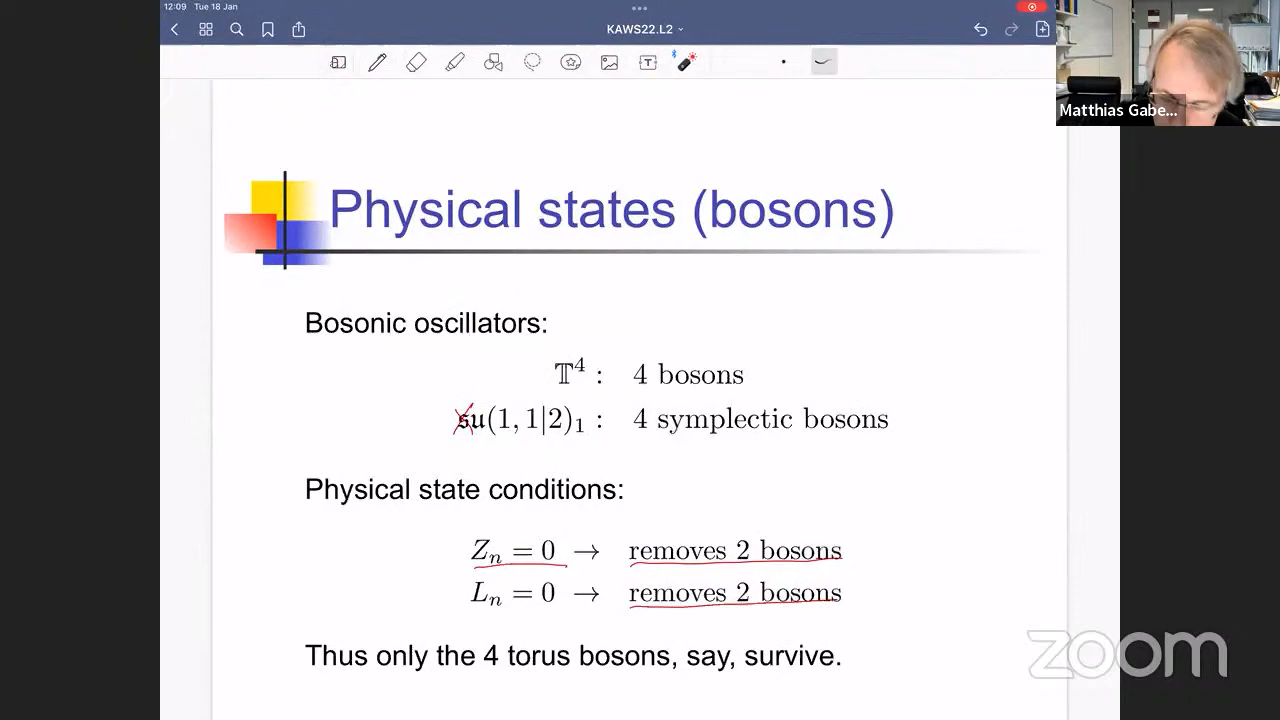 12:09 Tue 18 Jan
KAWS22.L2
Matthias Gabe...
Physical states (bosons)
Bosonic oscillators:
𝕋⁴ : 4 bosons
𝔰𝔲(1, 1|2)₁ : 4 symplectic bosons
Physical state conditions:
Zₙ = 0 → removes 2 bosons
Lₙ = 0 → removes 2 bosons
Thus only the 4 torus bosons, say, survive.
zoom